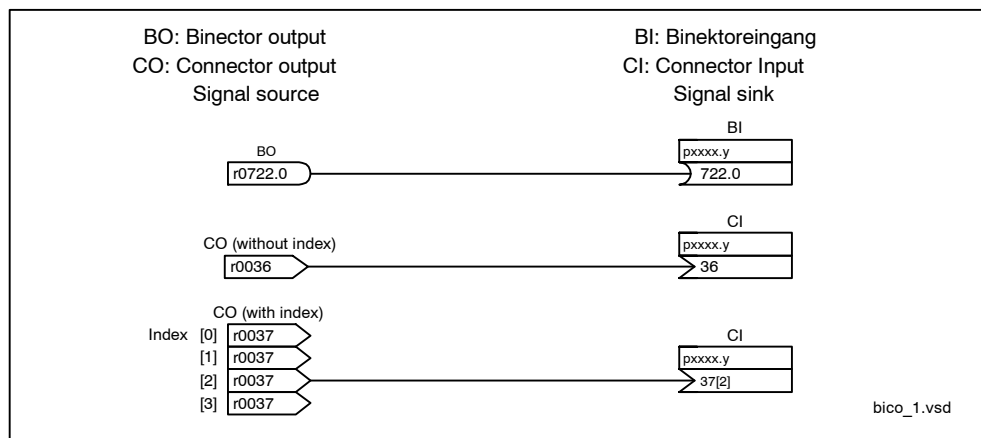 BO: Binector output
CO: Connector output
Signal source
BI: Binektoreingang
CI: Connector Input
Signal sink
BO
r0722.0
BI
pxxxx.y
722.0
CO (without index)
r0036
CI
pxxxx.y
36
CO (with index)
Index [0] r0037
[1] r0037
[2] r0037
[3] r0037
CI
pxxxx.y
37[2]
bico_1.vsd